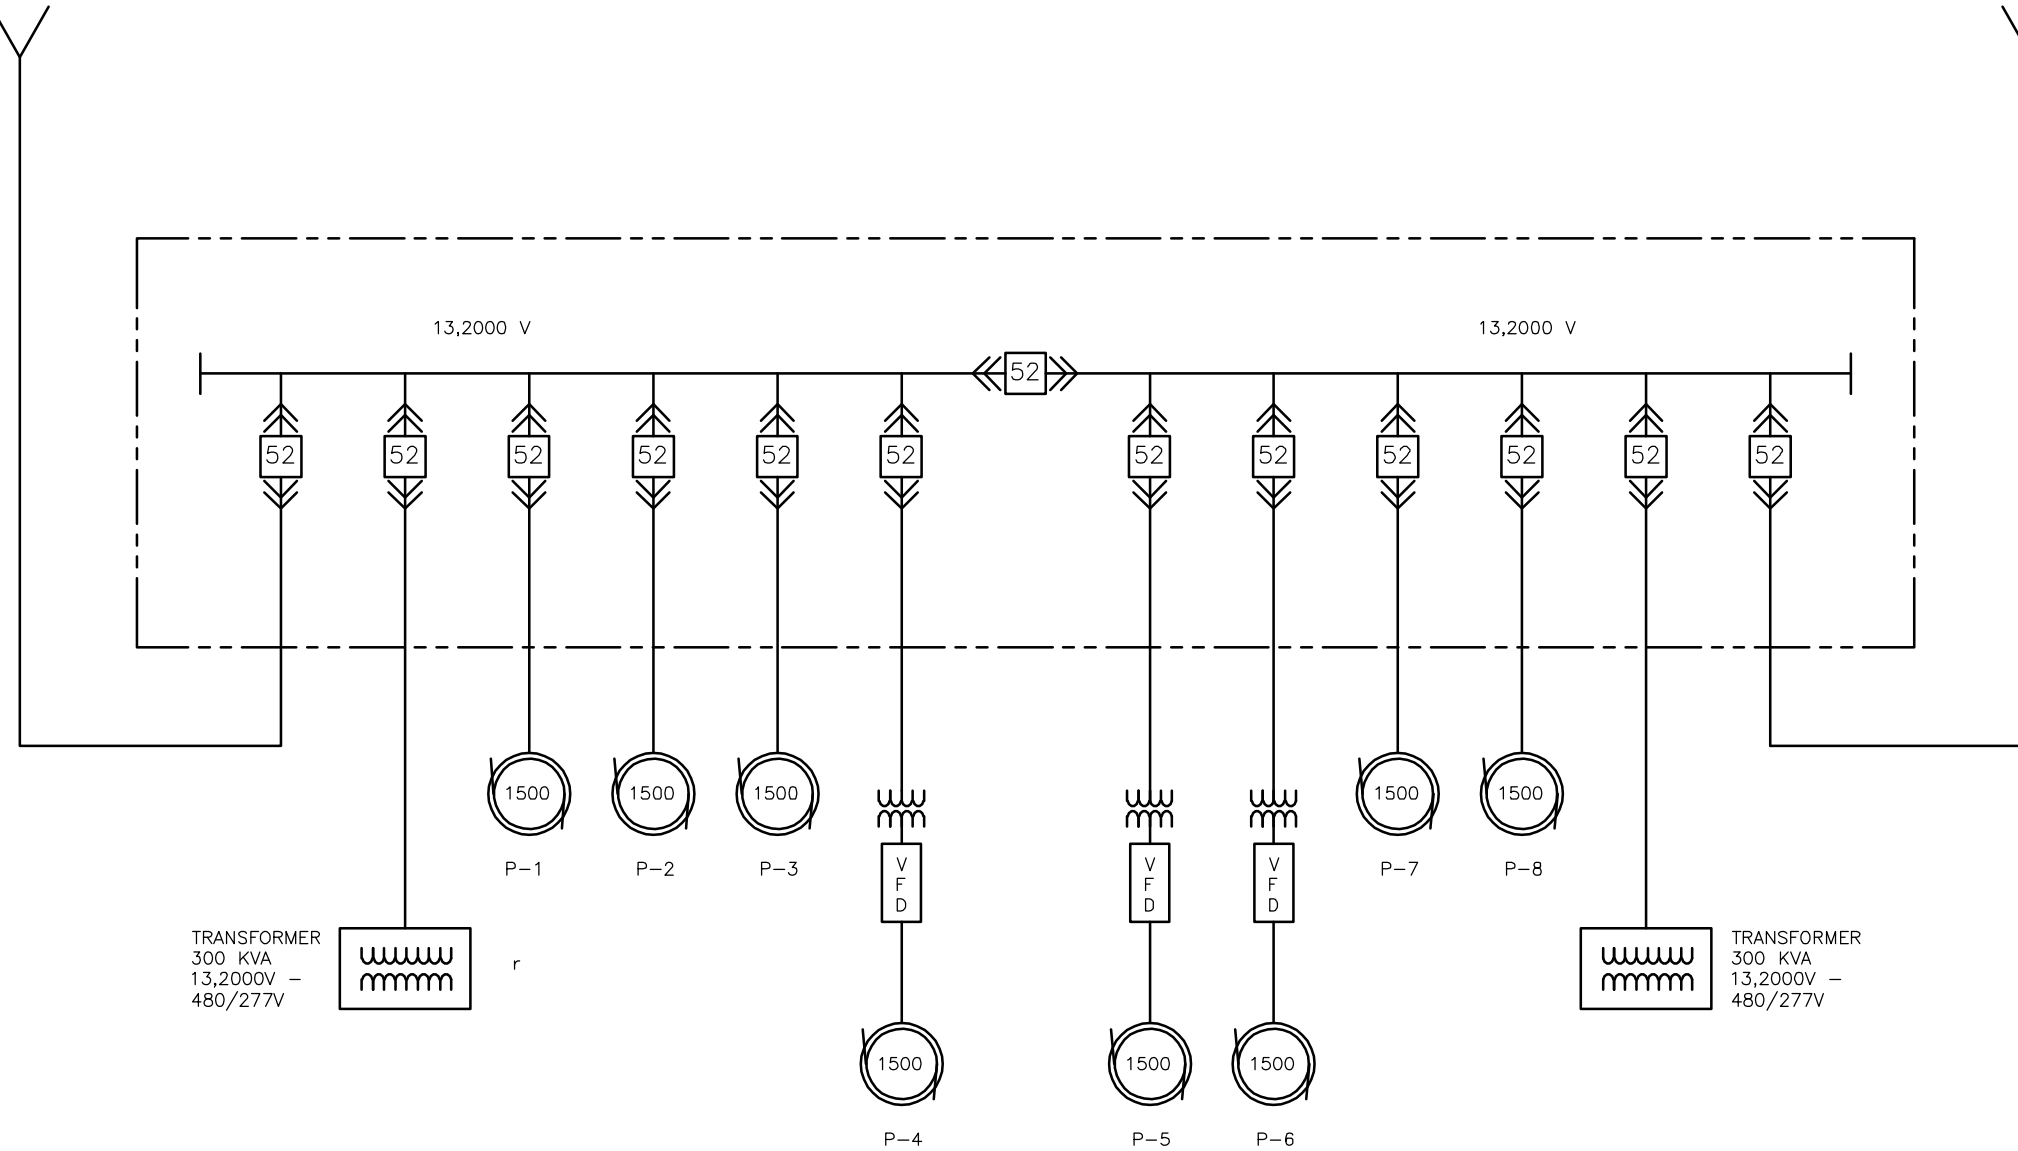 13,2000 V
13,2000 V
52
52
52
52
52
52
52
52
52
52
52
52
52
1500
1500
1500
1500
1500
P-1
P-2
P-3
P-7
P-8
V
F
D
V
F
D
V
F
D
TRANSFORMER
300 KVA
13,2000V –
480/277V
r
TRANSFORMER
300 KVA
13,2000V –
480/277V
1500
1500
1500
P-4
P-5
P-6